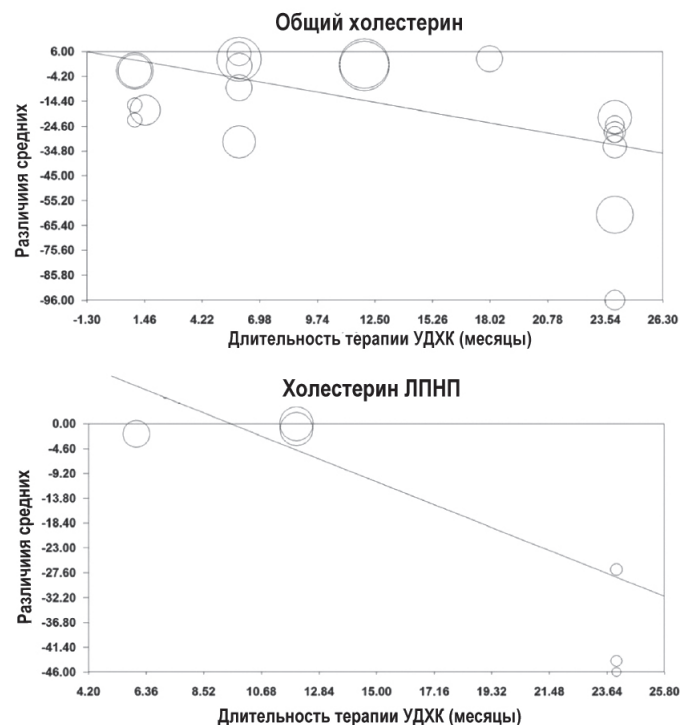 Общий холестерин
Различиия средних
6.00
-4.20
-14.40
-24.60
-34.80
-45.00
-55.20
-65.40
-75.60
-85.80
-96.00
-1.30 1.46 4.22 6.98 9.74 12.50 15.26 18.02 20.78 23.54 26.30
Длительность терапии УДХК (месяцы)
Холестерин ЛПНП
Различиия средних
0.00
-4.60
-9.20
-13.80
-18.40
-23.00
-27.60
-32.20
-36.80
-41.40
-46.00
4.20 6.36 8.52 10.68 12.84 15.00 17.16 19.32 21.48 23.64 25.80
Длительность терапии УДХК (месяцы)